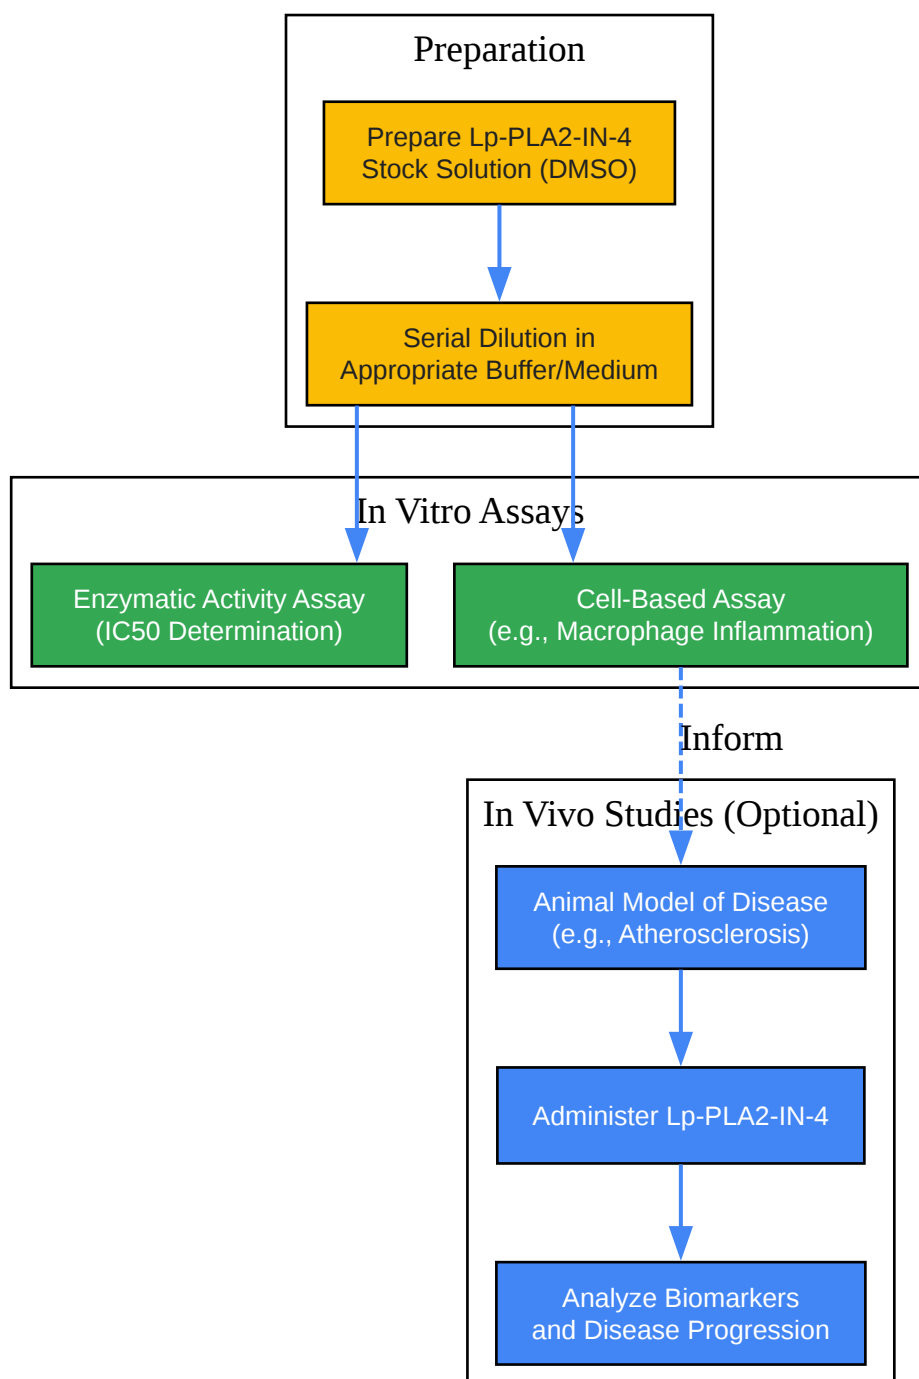 Preparation
Prepare Lp-PLA2-IN-4
Stock Solution (DMSO)
Serial Dilution in
Appropriate Buffer/Medium
In Vitro Assays
Enzymatic Activity Assay
(IC50 Determination)
Cell-Based Assay
(e.g., Macrophage Inflammation)
Inform
In Vivo Studies (Optional)
Animal Model of Disease
(e.g., Atherosclerosis)
Administer Lp-PLA2-IN-4
Analyze Biomarkers
and Disease Progression